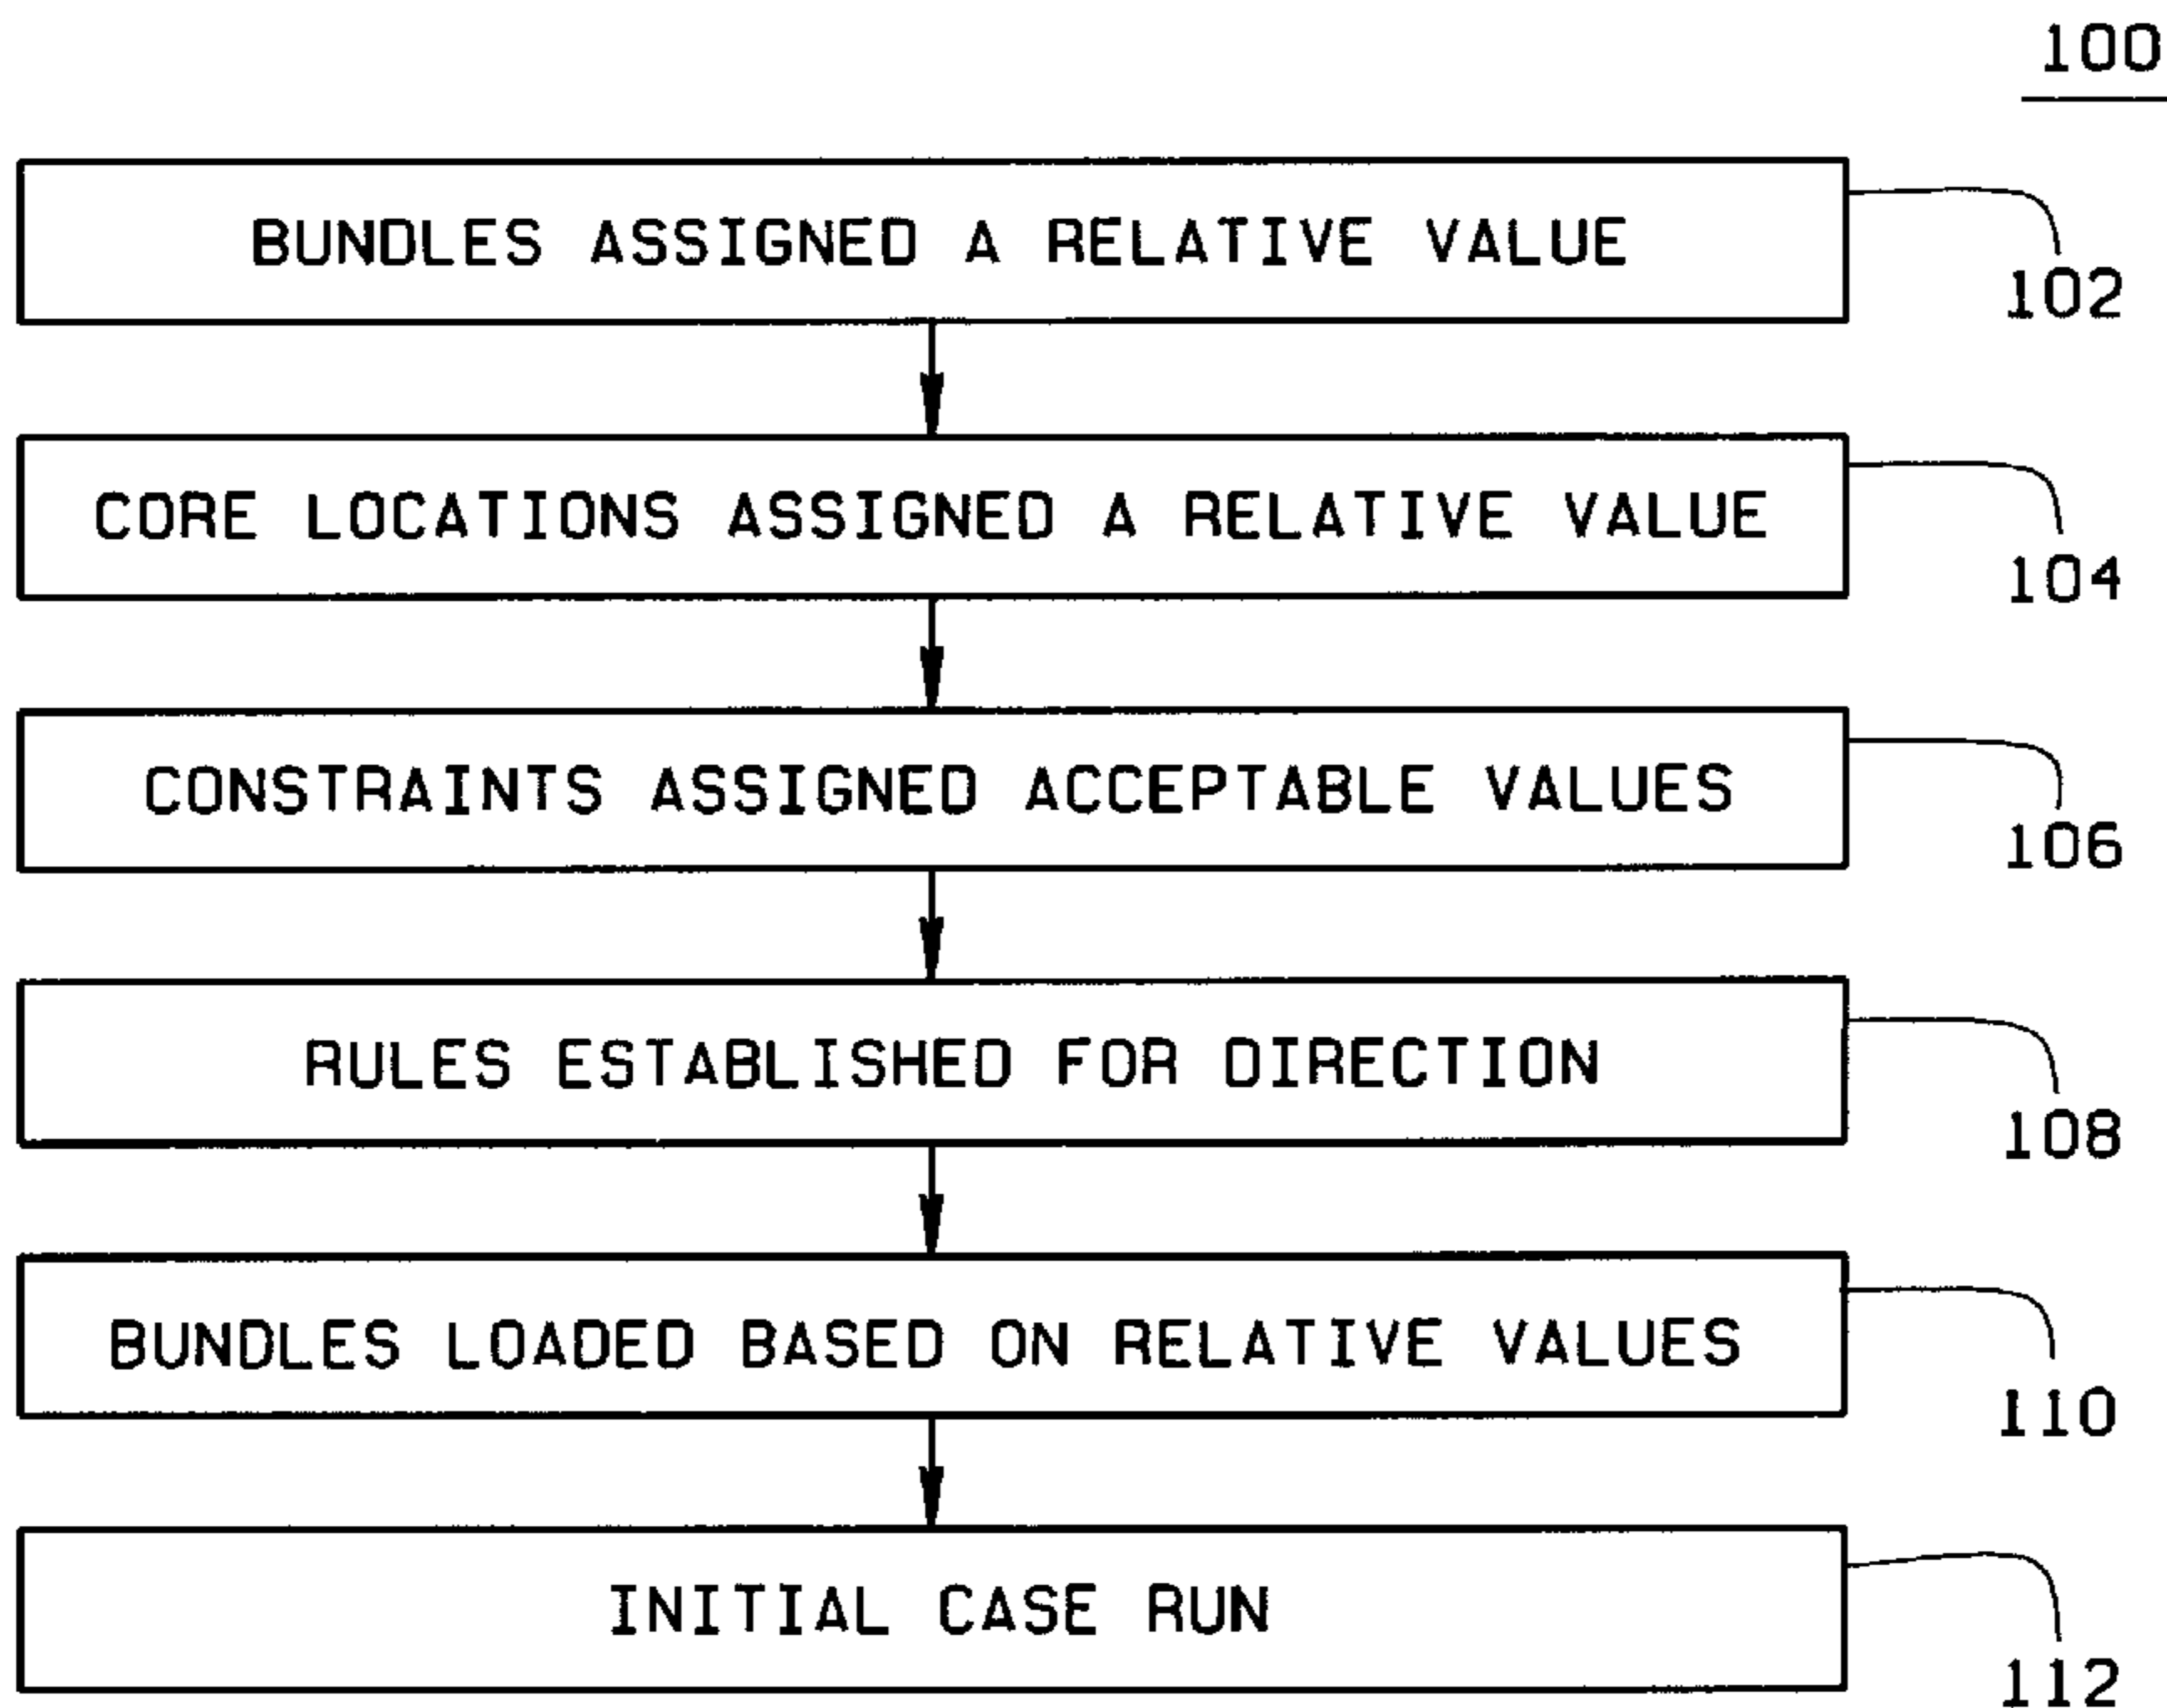 100
BUNDLES ASSIGNED A RELATIVE VALUE
102
CORE LOCATIONS ASSIGNED A RELATIVE VALUE
104
CONSTRAINTS ASSIGNED ACCEPTABLE VALUES
106
RULES ESTABLISHED FOR DIRECTION
108
BUNDLES LOADED BASED ON RELATIVE VALUES
110
INITIAL CASE RUN
112